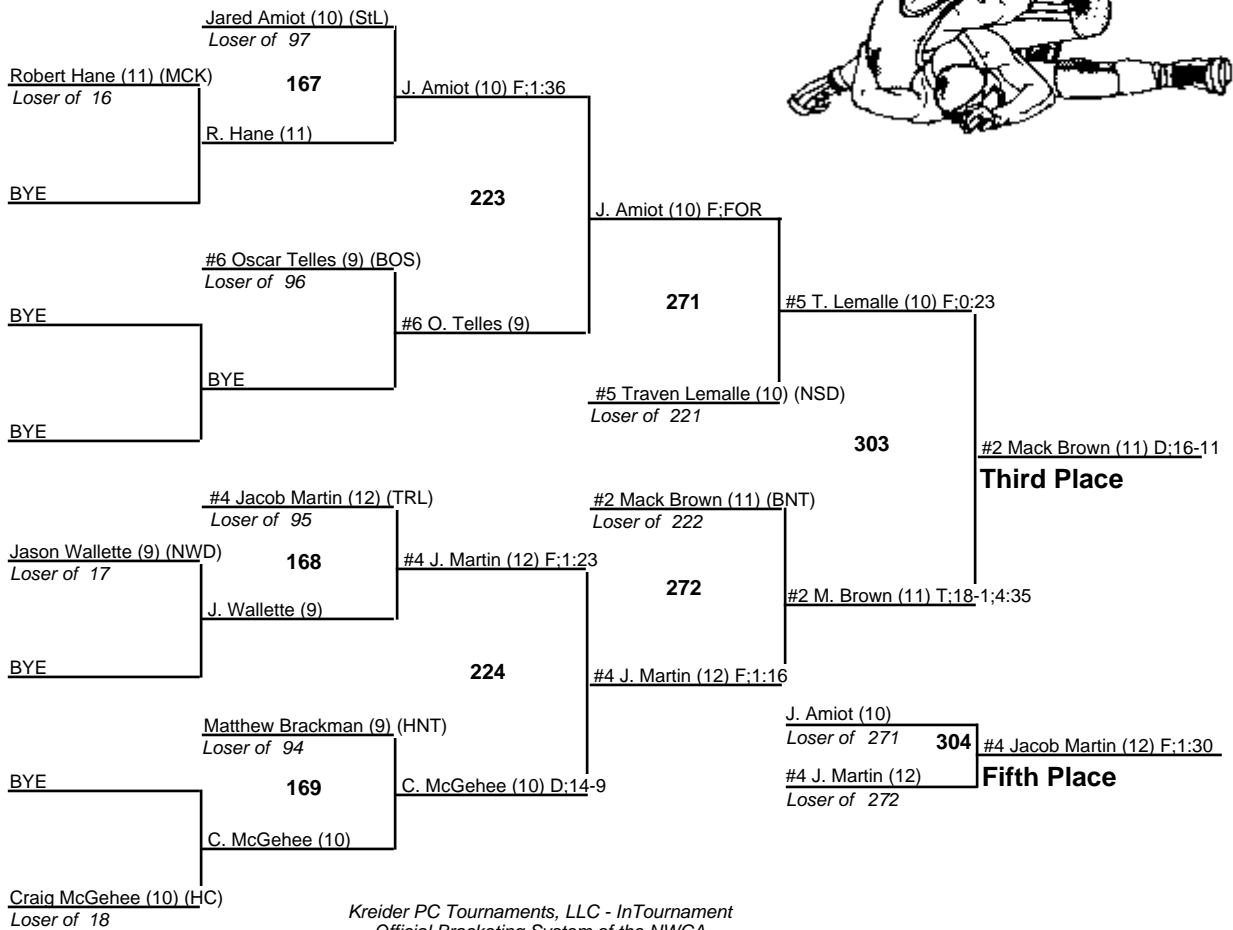 Jared Amiot (10) (StL)
Loser of 97
Robert Hane (11) (MCK)
Loser of 16
167
J. Amiot (10) F;1:36
R. Hane (11)
BYE
223
J. Amiot (10) F;FOR
#6 Oscar Telles (9) (BOS)
Loser of 96
271
#5 T. Lemalle (10) F;0:23
BYE
#6 O. Telles (9)
BYE
#5 Traven Lemalle (10) (NSD)
Loser of 221
BYE
303
#2 Mack Brown (11) D;16-11
Third Place
#4 Jacob Martin (12) (TRL)
Loser of 95
#2 Mack Brown (11) (BNT)
Loser of 222
Jason Wallette (9) (NWD)
Loser of 17
168
#4 J. Martin (12) F;1:23
272
#2 M. Brown (11) T;18-1;4:35
J. Wallette (9)
BYE
224
#4 J. Martin (12) F;1:16
Matthew Brackman (9) (HNT)
Loser of 94
J. Amiot (10)
Loser of 271
304
#4 Jacob Martin (12) F;1:30
Fifth Place
#4 J. Martin (12)
Loser of 272
BYE
169
C. McGehee (10) D;14-9
C. McGehee (10)
Craig McGehee (10) (HC)
Loser of 18
Kreider PC Tournaments, LLC - InTournament
Official Bracketing System of the NWCA